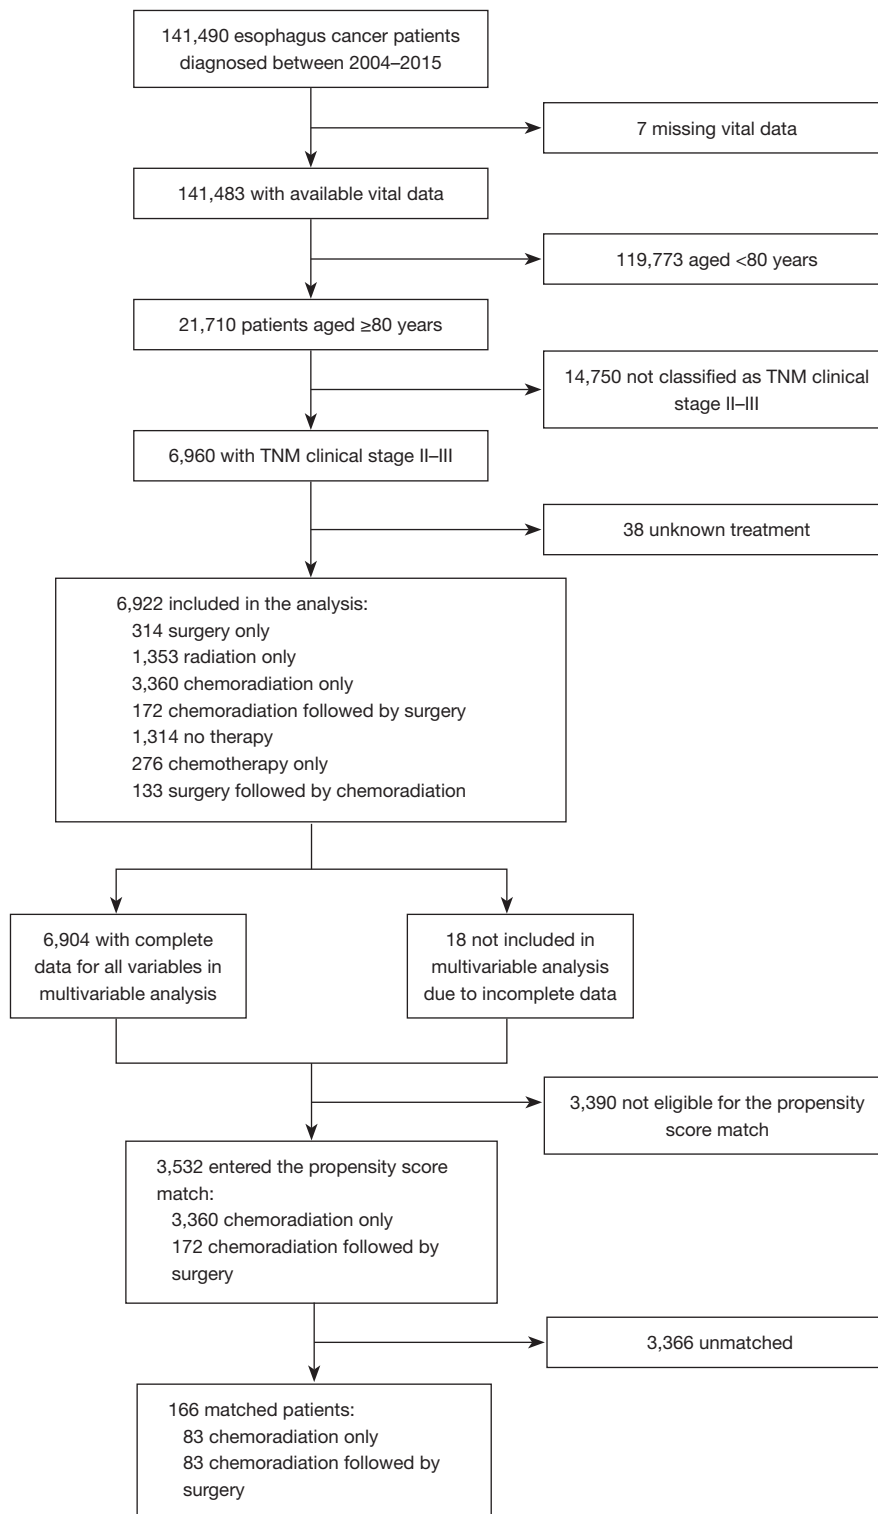 141,490 esophagus cancer patients
diagnosed between 2004–2015
7 missing vital data
141,483 with available vital data
119,773 aged <80 years
21,710 patients aged ≥80 years
14,750 not classified as TNM clinical
stage II–III
6,960 with TNM clinical stage II–III
38 unknown treatment
6,922 included in the analysis:
314 surgery only
1,353 radiation only
3,360 chemoradiation only
172 chemoradiation followed by surgery
1,314 no therapy
276 chemotherapy only
133 surgery followed by chemoradiation
6,904 with complete
data for all variables in
multivariable analysis
18 not included in
multivariable analysis
due to incomplete data
3,390 not eligible for the propensity
score match
3,532 entered the propensity score
match:
3,360 chemoradiation only
172 chemoradiation followed by
surgery
3,366 unmatched
166 matched patients:
83 chemoradiation only
83 chemoradiation followed by
surgery